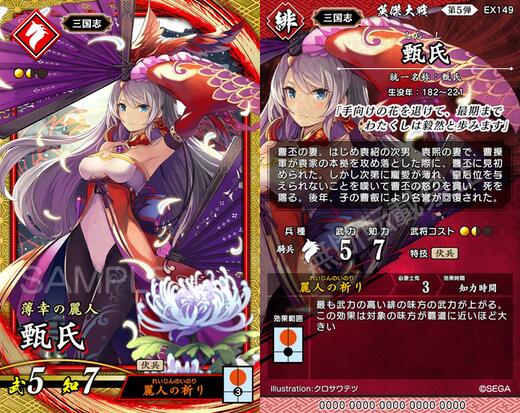 三国志
SAMPLE
薄幸の麗人
甄氏
伏兵
武5 知7
れいじんのいのり
麗人の祈り
3
緋
三国志
英傑大戦
第5弾
EX149
しんし
甄氏
統一名称：甄氏
生没年：182～221
「手向けの花を退けて、最期まで
わたくしは毅然と歩みます」
曹丕の妻。はじめ袁紹の次男・袁熙の妻で、曹操
軍が袁家の本拠を攻め落とした際に、曹丕に見初
められた。しかし次第に寵愛が薄れ、皇后位を与
えられないことを嘆いて曹丕の怒りを買い、死を
賜る。後年、子の曹叡により名誉が回復された。
兵種 武力 知力 武将コスト
騎兵 5 7 特技 伏兵
れいじんのいのり 必要士気 効果時間
麗人の祈り 3 知力時間
効果範囲
最も武力の高い緋の味方の武力が上がる。
この効果は対象の味方が覇道に近いほど大
きい
Illustration:クロサワテツ
©SEGA
0000-0000-0000-0000-0000